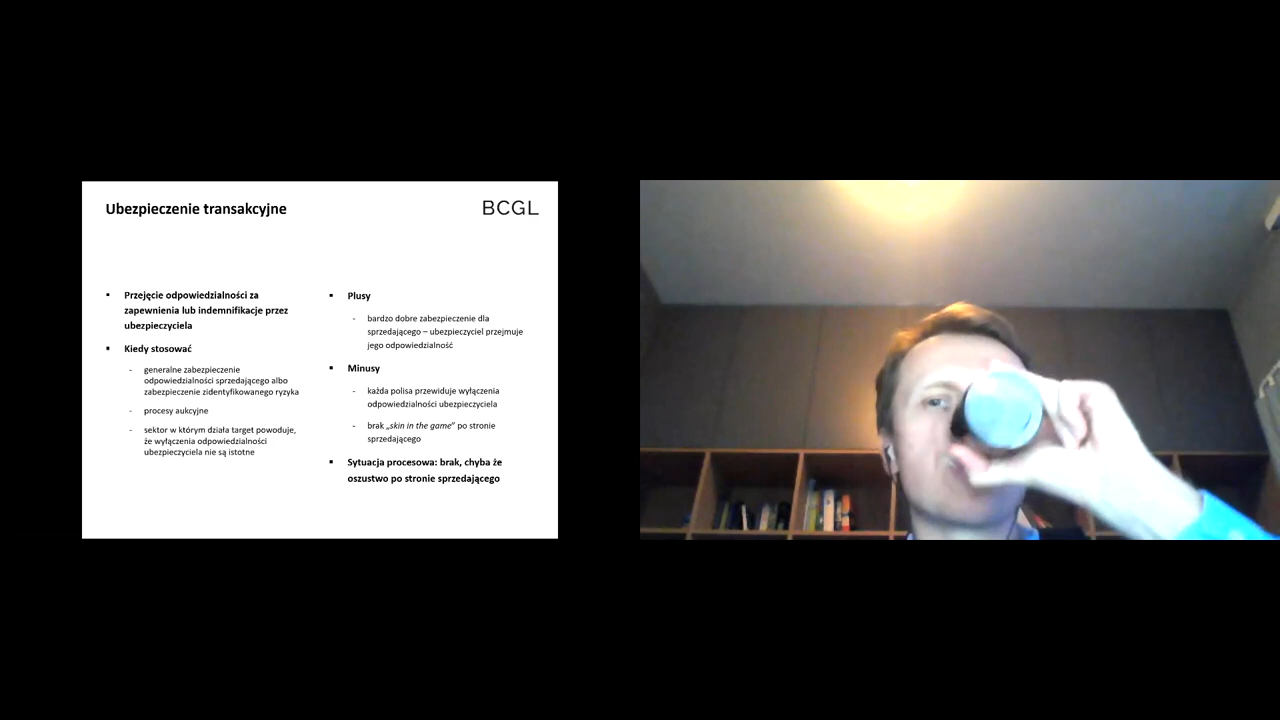 Ubezpieczenie transakcyjne
BCGL
▪ Przejęcie odpowiedzialności za
zapewnienia lub indemnifikacje przez
ubezpieczyciela
▪ Kiedy stosować
- generalne zabezpieczenie
odpowiedzialności sprzedającego albo
zabezpieczenie zidentyfikowanego ryzyka
- procesy aukcyjne
- sektor w którym działa target powoduje,
że wyłączenia odpowiedzialności
ubezpieczyciela nie są istotne
▪ Plusy
- bardzo dobre zabezpieczenie dla
sprzedającego – ubezpieczyciel przejmuje
jego odpowiedzialność
▪ Minusy
- każda polisa przewiduje wyłączenia
odpowiedzialności ubezpieczyciela
- brak „skin in the game” po stronie
sprzedającego
▪ Sytuacja procesowa: brak, chyba że
oszustwo po stronie sprzedającego